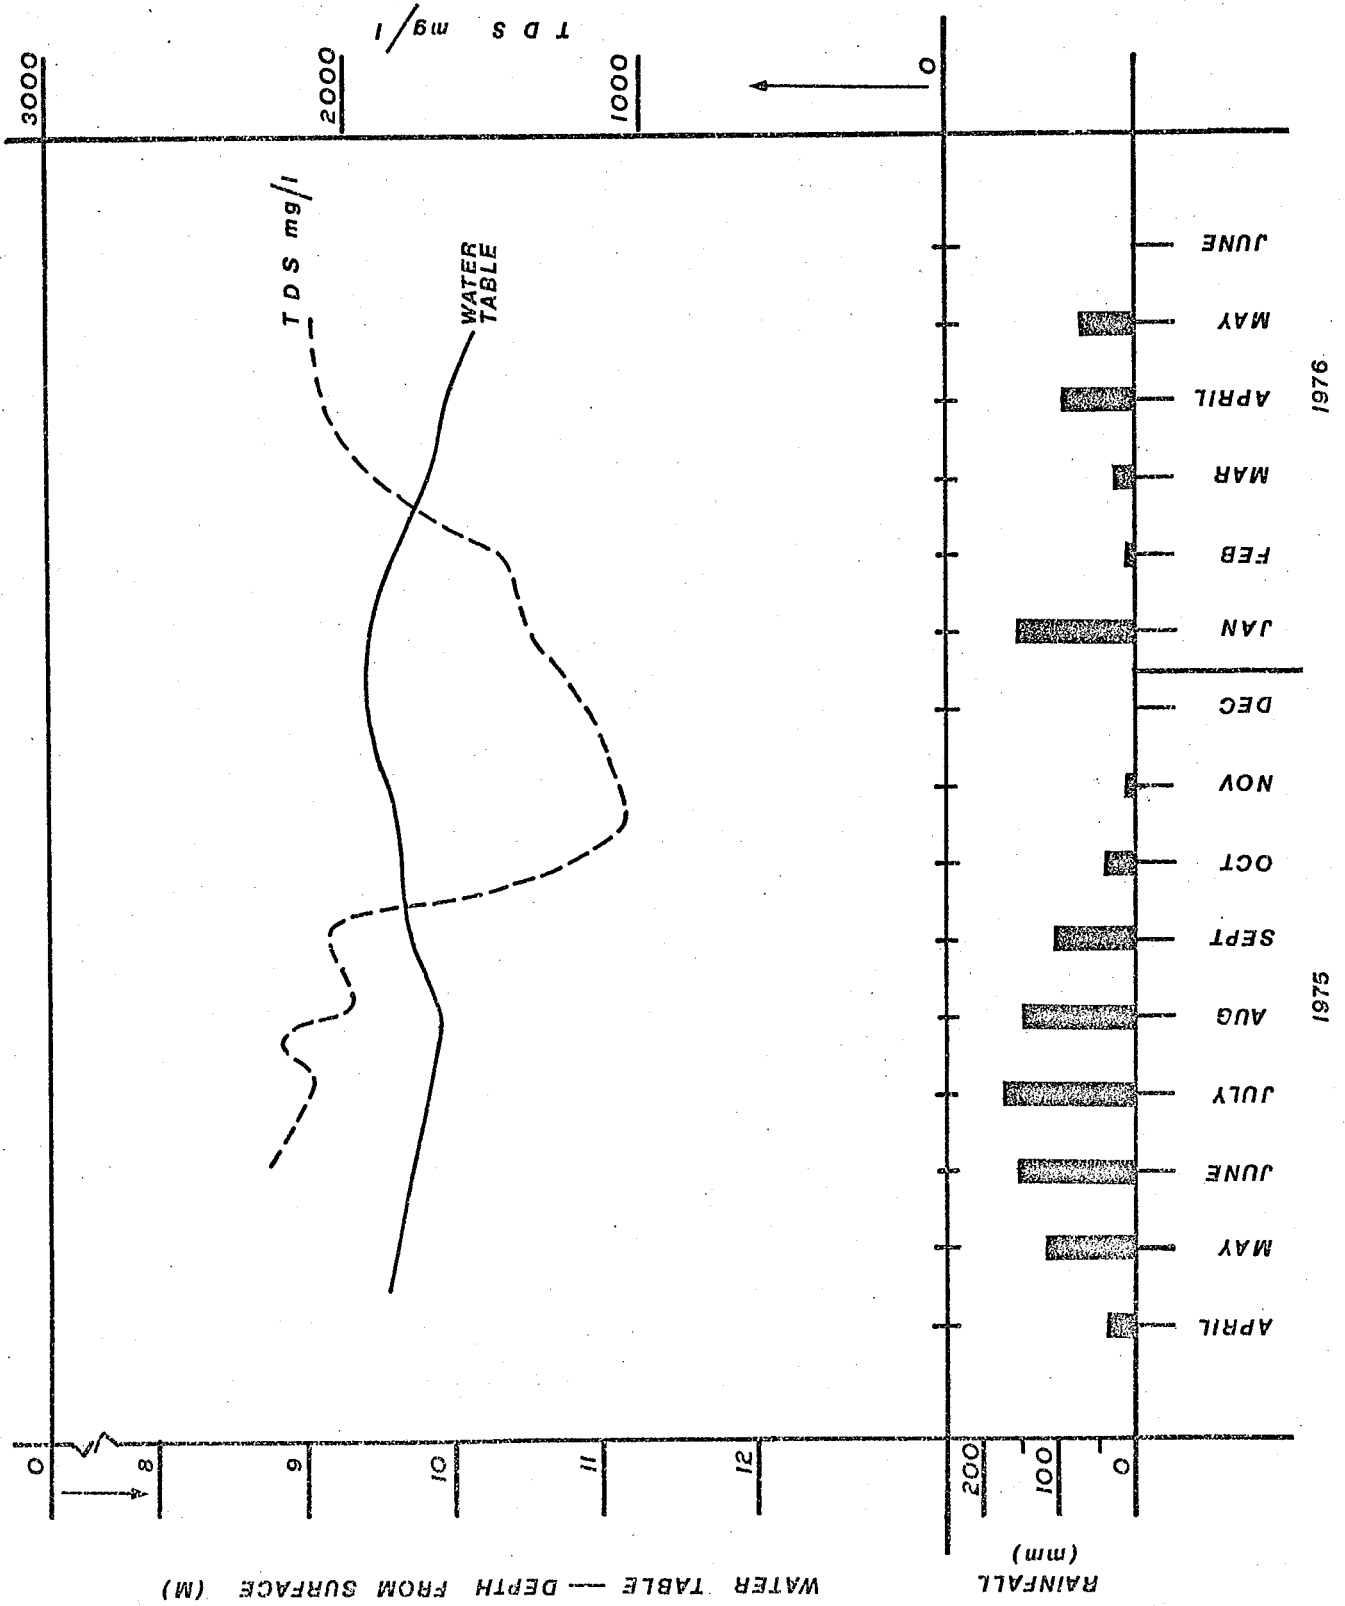 WATER TABLE — DEPTH FROM SURFACE (M)
0
8
9
10
11
12
RAINFALL
(mm)
200
100
0
T D S mg/l
3000
2000
1000
0
T D S mg/l
WATER
TABLE
APRIL
MAY
JUNE
JULY
AUG
SEPT
OCT
NOV
DEC
JAN
FEB
MAR
APRIL
MAY
JUNE
1975
1976